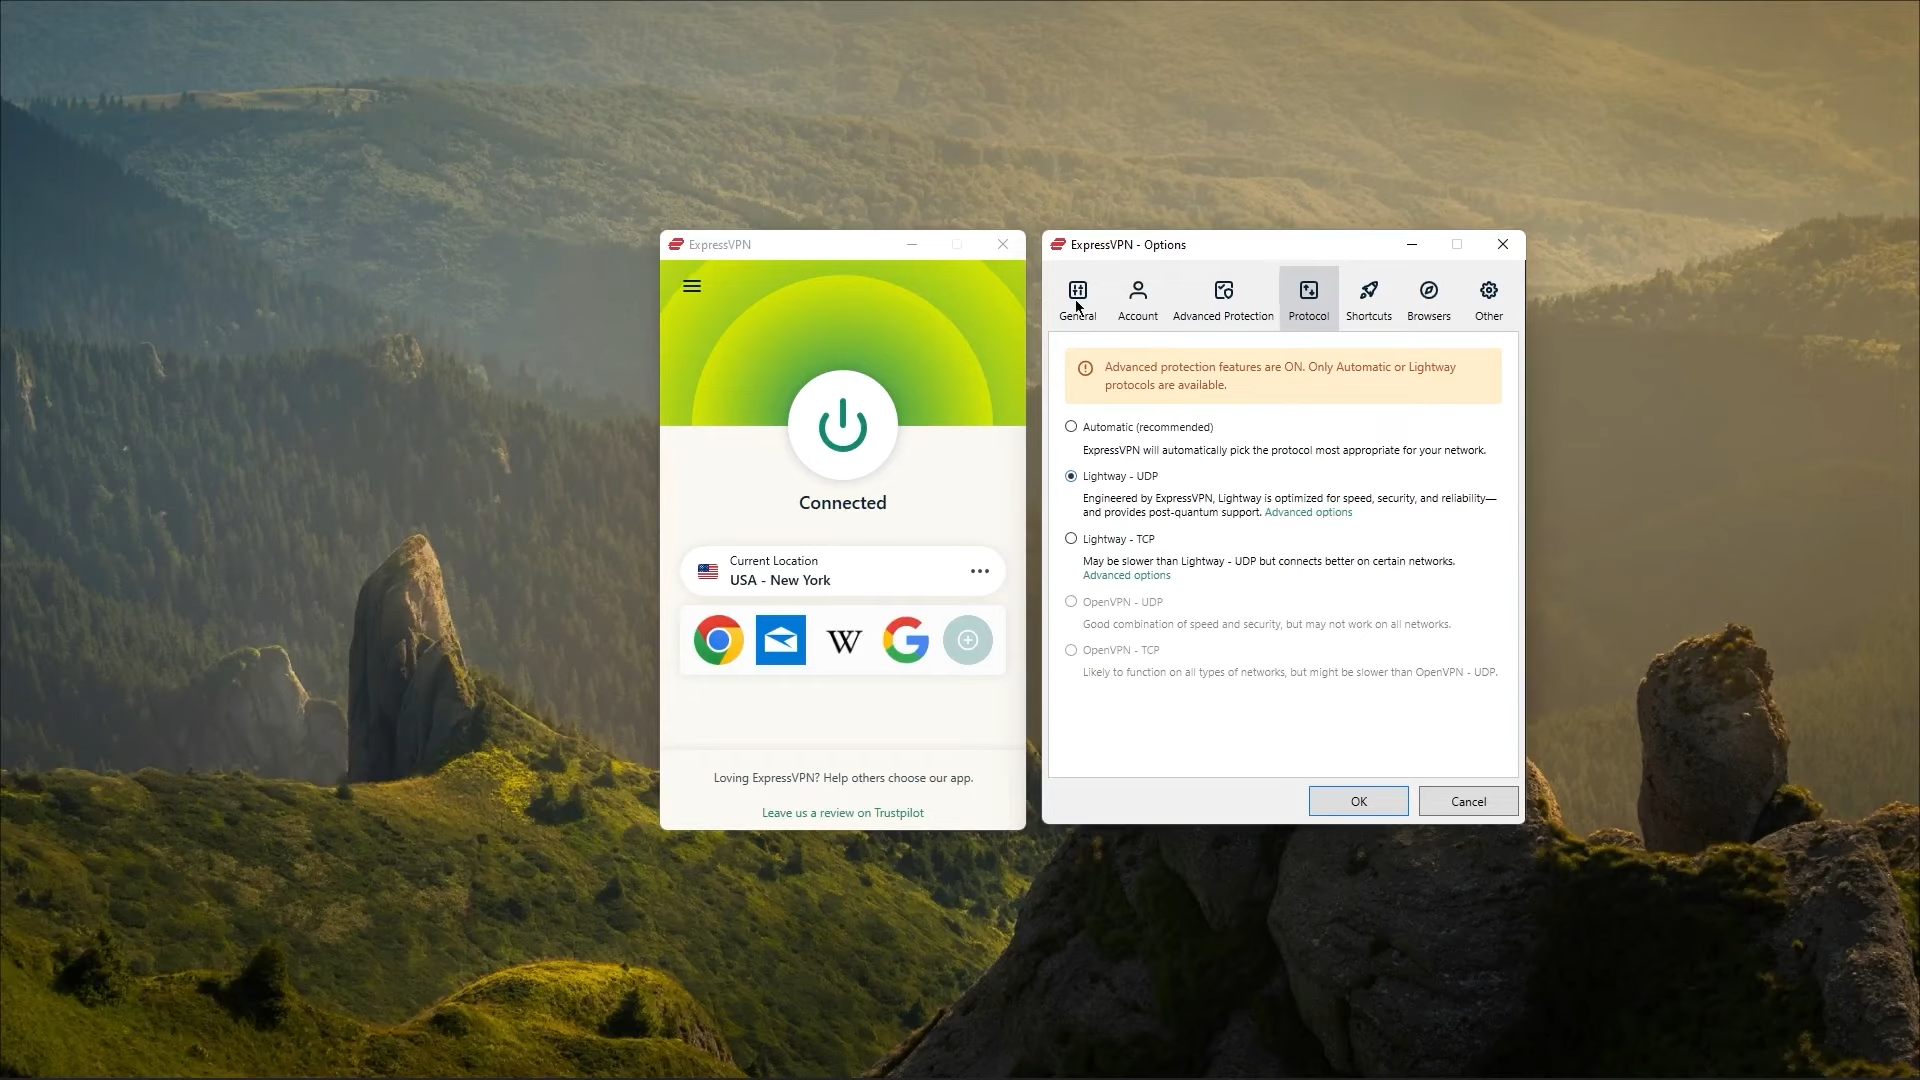 ExpressVPN
Connected
Current Location
USA - New York
W
Loving ExpressVPN? Help others choose our app.
Leave us a review on Trustpilot
ExpressVPN - Options
General
Account
Advanced Protection
Protocol
Shortcuts
Browsers
Other
Advanced protection features are ON. Only Automatic or Lightway
protocols are available.
Automatic (recommended)
ExpressVPN will automatically pick the protocol most appropriate for your network.
Lightway - UDP
Engineered by ExpressVPN, Lightway is optimized for speed, security, and reliability—
and provides post-quantum support. Advanced options
Lightway - TCP
May be slower than Lightway - UDP but connects better on certain networks.
Advanced options
OpenVPN - UDP
Good combination of speed and security, but may not work on all networks.
OpenVPN - TCP
Likely to function on all types of networks, but might be slower than OpenVPN - UDP.
OK
Cancel